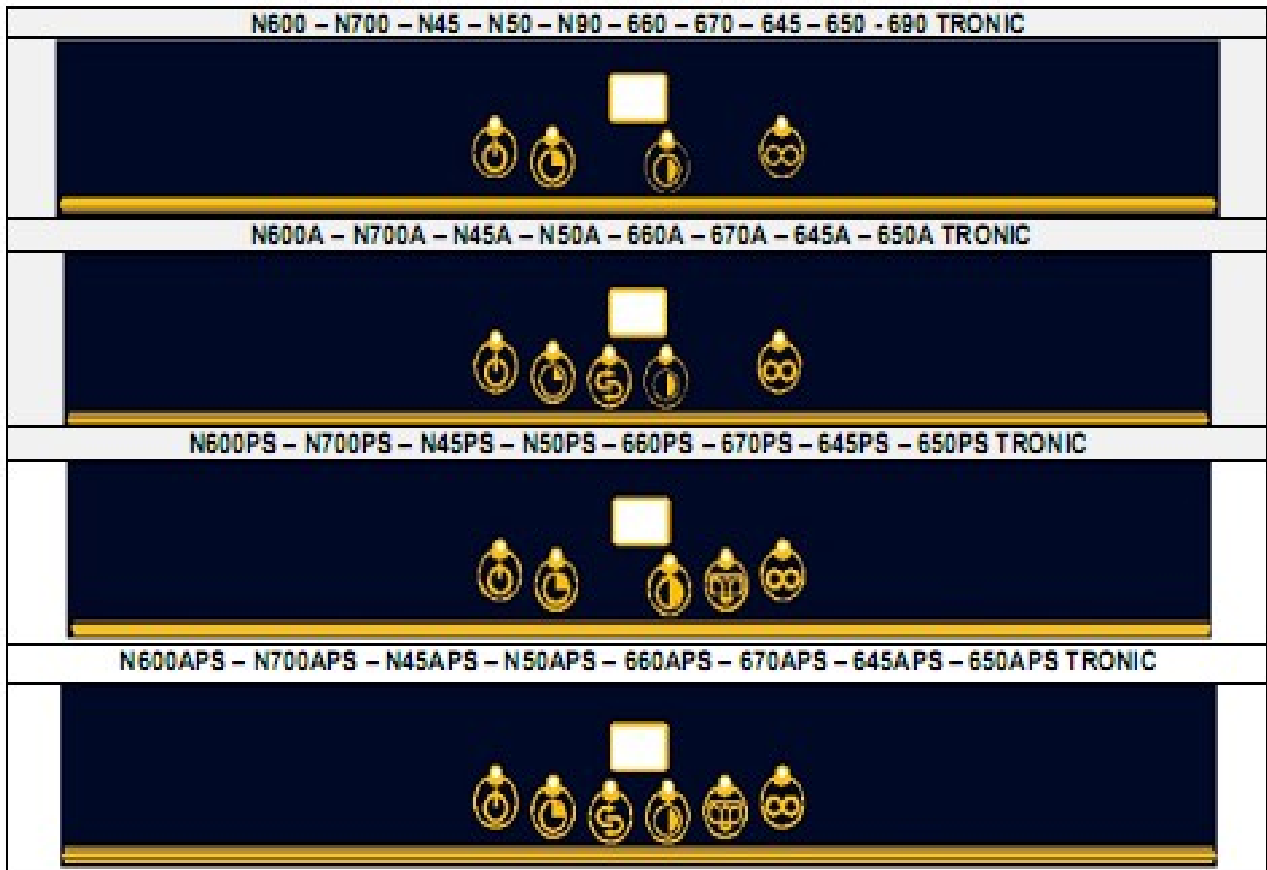 N600 – N700 – N45 – N50 – N90 – 660 – 670 – 645 – 650 - 690 TRONIC
N600A – N700A – N45A – N50A – 660A – 670A – 645A – 650A TRONIC
N600PS – N700PS – N45PS – N50PS – 660PS – 670PS – 645PS – 650PS TRONIC
N600APS – N700APS – N45APS – N50APS – 660APS – 670APS – 645APS – 650APS TRONIC